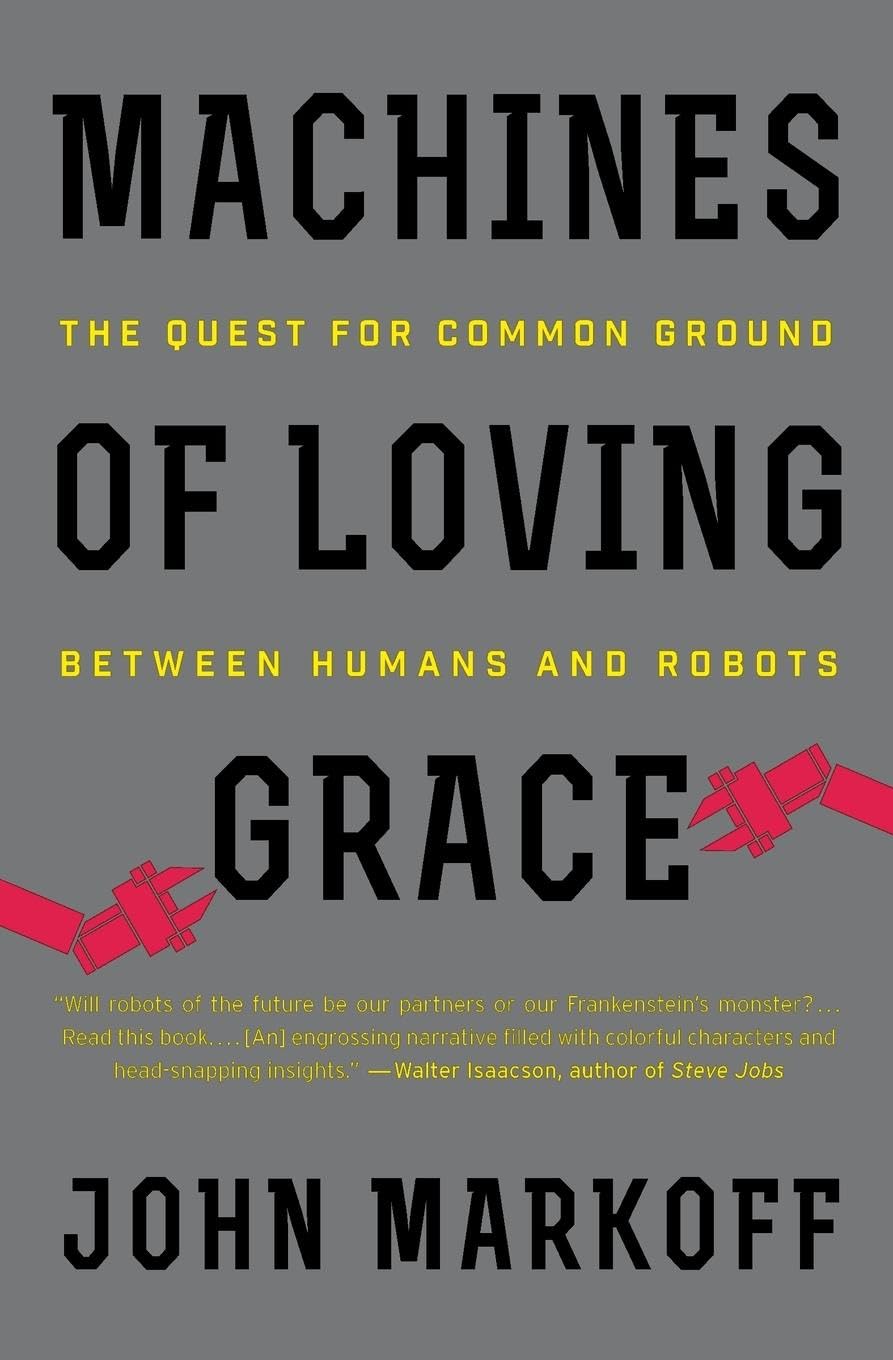 MACHINES
THE QUEST FOR COMMON GROUND
OF LOVING
BETWEEN HUMANS AND ROBOTS
GRACE
“Will robots of the future be our partners or our Frankenstein’s monster?...
Read this book.... [An] engrossing narrative filled with colorful characters and
head-snapping insights.” —Walter Isaacson, author of Steve Jobs
JOHN MARKOFF